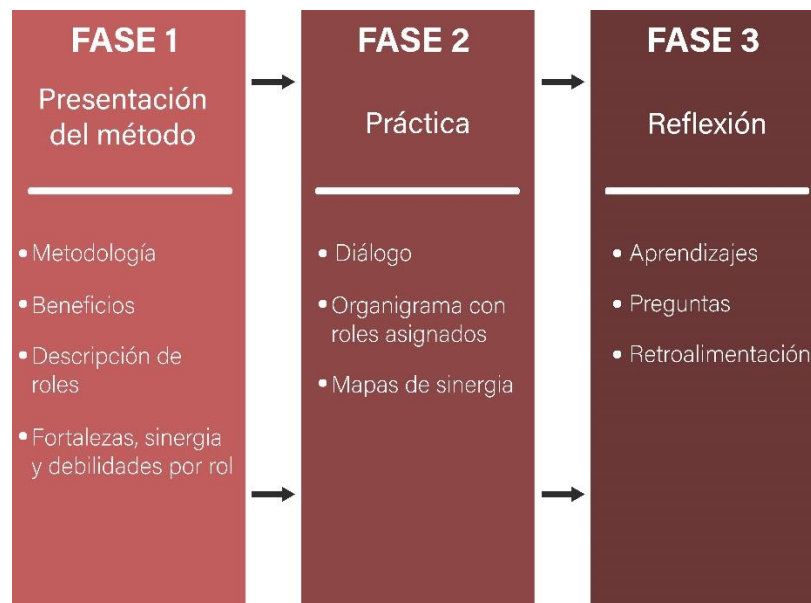 FASE 1
Presentación
del método
• Metodología
• Beneficios
• Descripción de
roles
• Fortalezas, sinergia
y debilidades por rol
FASE 2
Práctica
• Diálogo
• Organigrama con
roles asignados
• Mapas de sinergia
FASE 3
Reflexión
• Aprendizajes
• Preguntas
• Retroalimentación